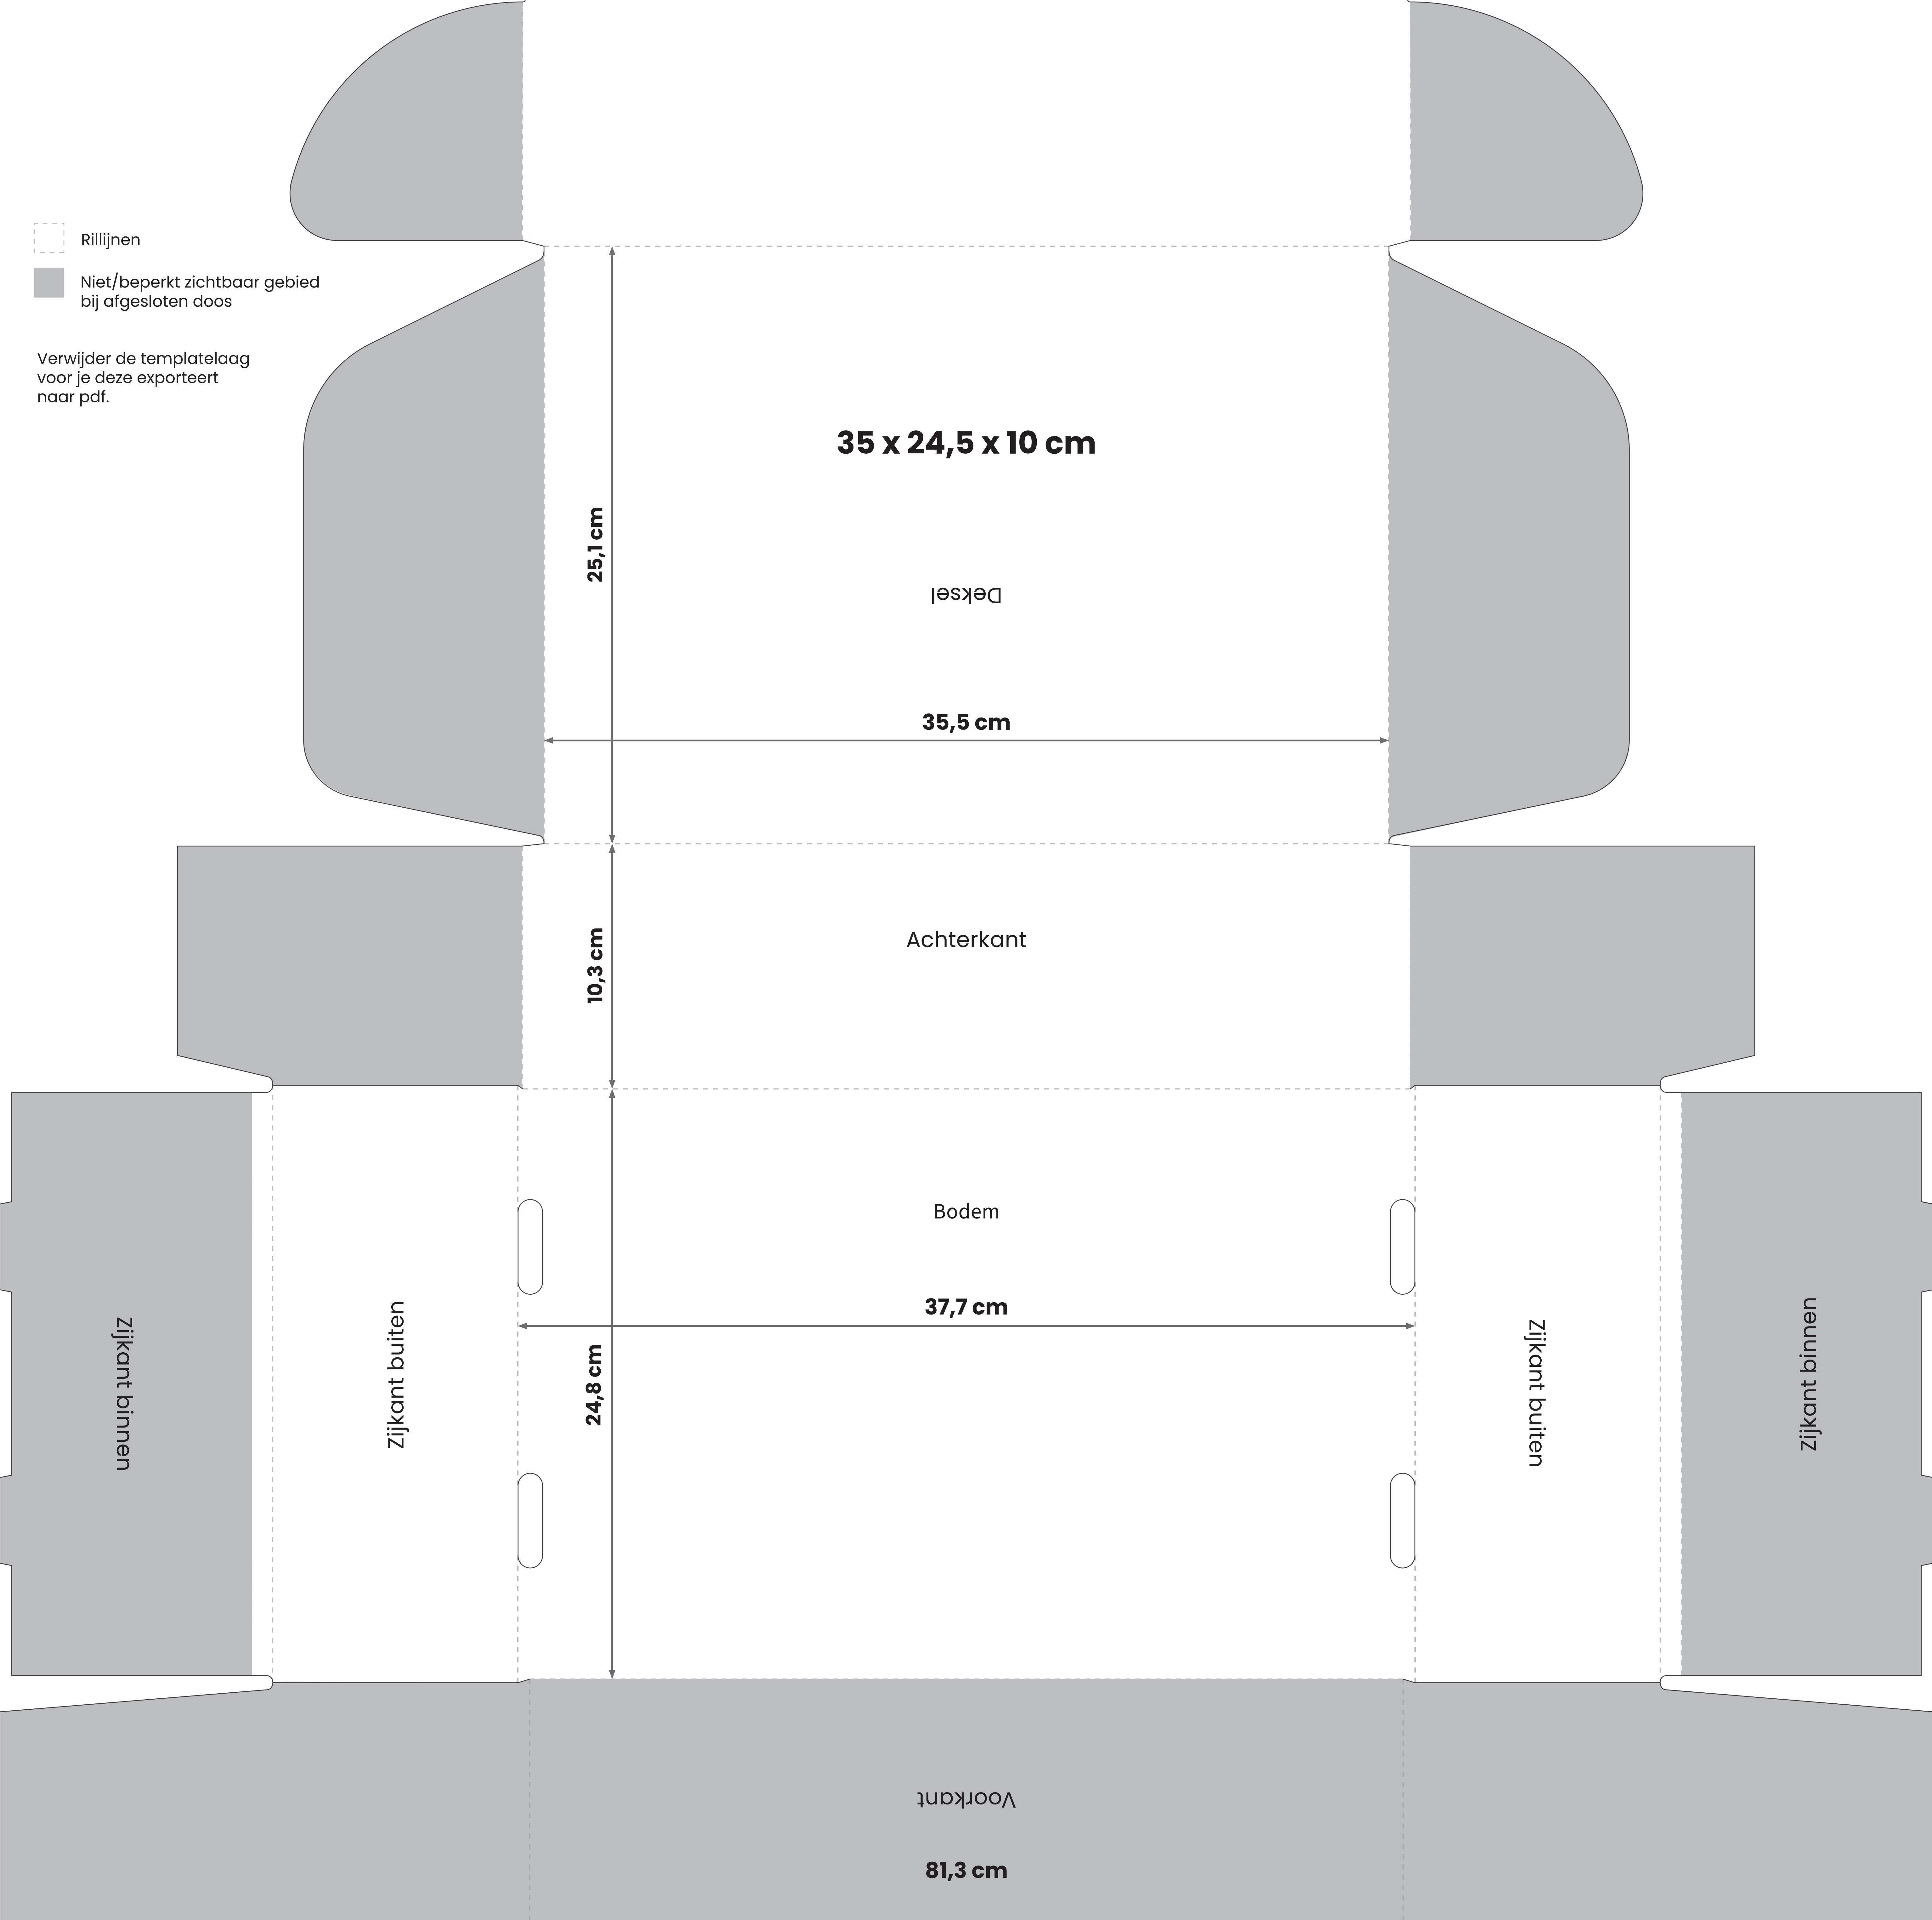 Rillijnen
Niet/beperkt zichtbaar gebied
bij afgesloten doos
Verwijder de templatelaag
voor je deze exporteert
naar pdf.
35 x 24,5 x 10 cm
25,1 cm
Deksel
35,5 cm
Achterkant
10,3 cm
Bodem
37,7 cm
24,8 cm
Zijkant binnen
Zijkant buiten
Zijkant buiten
Zijkant binnen
Voorkant
81,3 cm